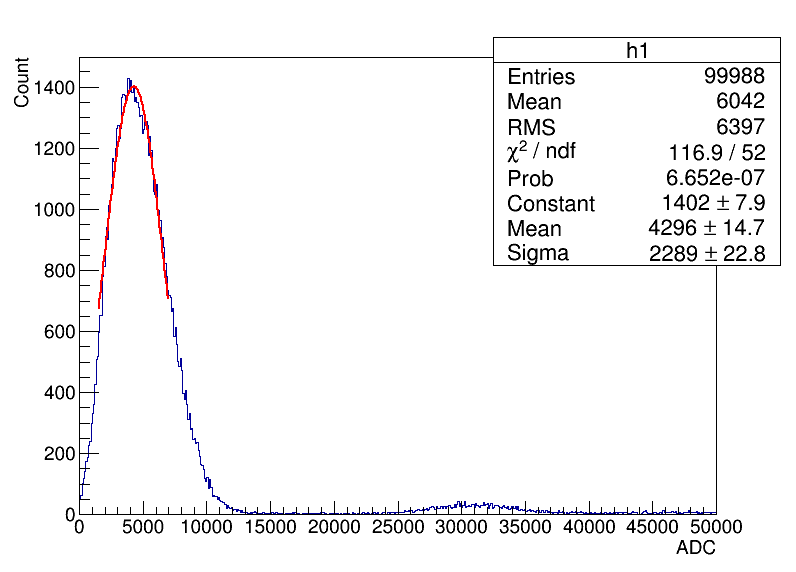 h1
Entries 99988
Mean 6042
RMS 6397
χ² / ndf 116.9 / 52
Prob 6.652e-07
Constant 1402 ± 7.9
Mean 4296 ± 14.7
Sigma 2289 ± 22.8
Count
1400
1200
1000
800
600
400
200
0
0 5000 10000 15000 20000 25000 30000 35000 40000 45000 50000
ADC